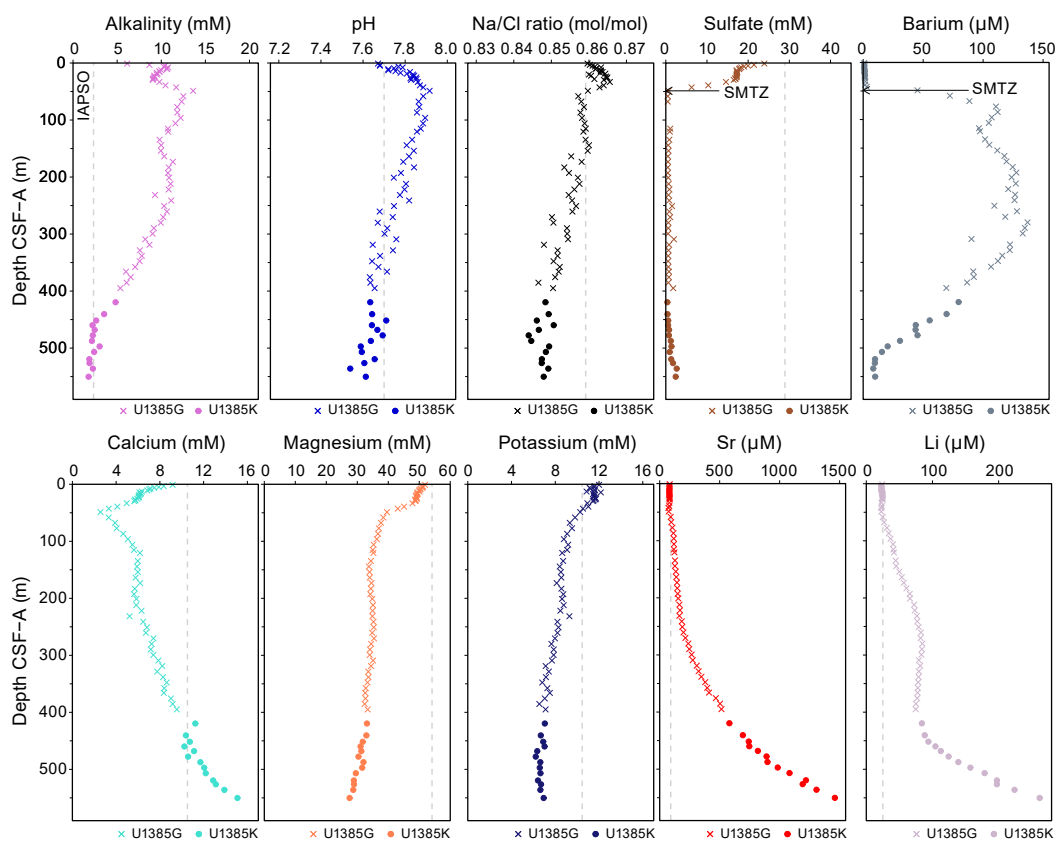 Alkalinity (mM) pH Na/Cl ratio (mol/mol) Sulfate (mM) Barium (µM)
0 5 10 15 20 7.2 7.4 7.6 7.8 8.0 0.83 0.84 0.85 0.86 0.87 0 10 20 30 40 0 50 100 150
0
IAPSO
SMTZ SMTZ
100
200
Depth CSF−A (m)
300
400
500
U1385G U1385K U1385G U1385K U1385G U1385K U1385G U1385K U1385G U1385K
Calcium (mM) Magnesium (mM) Potassium (mM) Sr (µM) Li (µM)
0 4 8 12 16 0 10 20 30 40 50 60 0 4 8 12 16 0 500 1000 1500 0 100 200
0
100
200
Depth CSF−A (m)
300
400
500
U1385G U1385K U1385G U1385K U1385G U1385K U1385G U1385K U1385G U1385K